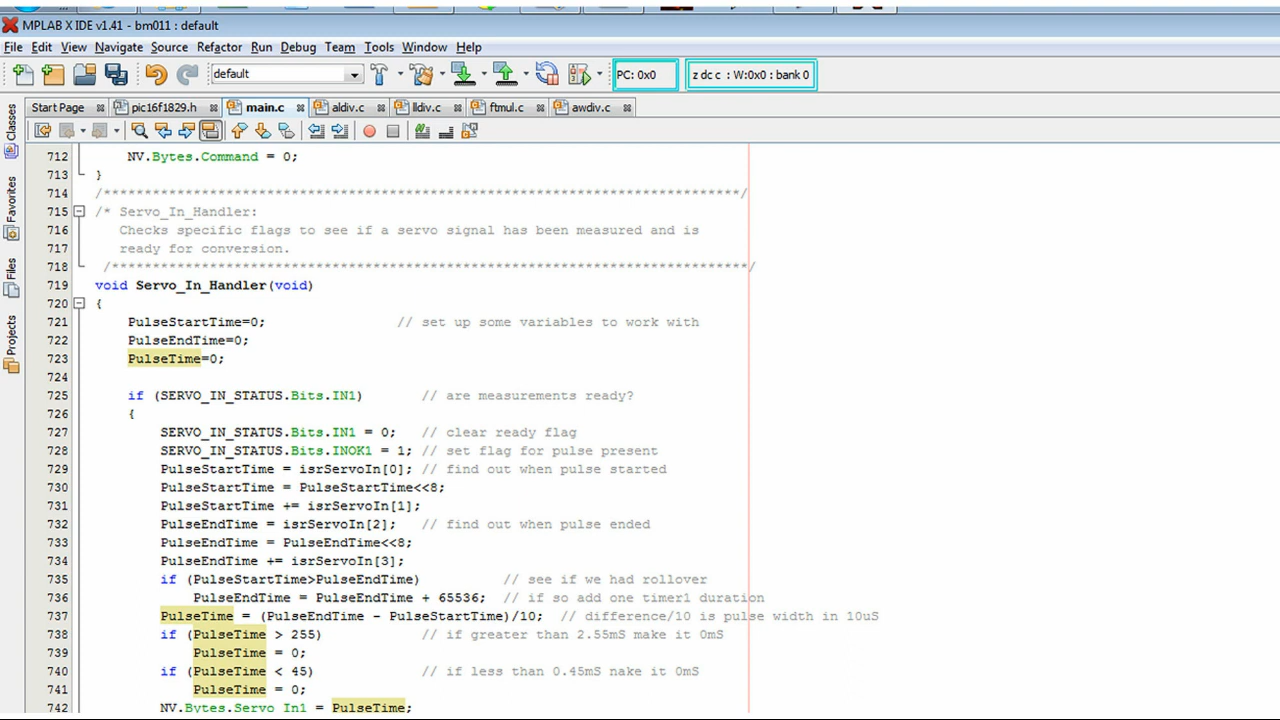 MPLAB X IDE v1.41 - bm011 : default
File Edit View Navigate Source Refactor Run Debug Team Tools Window Help
default PC: 0x0 z dc c : W:0x0 : bank 0
Start Page pic16f1829.h main.c aldiv.c lldiv.c ftmul.c awdiv.c
Classes
Favorites
Files
Projects
712 NV.Bytes.Command = 0;
713 }
714 /******************************************************************************/
715 /* Servo_In_Handler:
716 Checks specific flags to see if a servo signal has been measured and is
717 ready for conversion.
718 /******************************************************************************/
719 void Servo_In_Handler(void)
720 {
721 PulseStartTime=0; // set up some variables to work with
722 PulseEndTime=0;
723 PulseTime=0;
724
725 if (SERVO_IN_STATUS.Bits.IN1) // are measurements ready?
726 {
727 SERVO_IN_STATUS.Bits.IN1 = 0; // clear ready flag
728 SERVO_IN_STATUS.Bits.INOK1 = 1; // set flag for pulse present
729 PulseStartTime = isrServoIn[0]; // find out when pulse started
730 PulseStartTime = PulseStartTime<<8;
731 PulseStartTime += isrServoIn[1];
732 PulseEndTime = isrServoIn[2]; // find out when pulse ended
733 PulseEndTime = PulseEndTime<<8;
734 PulseEndTime += isrServoIn[3];
735 if (PulseStartTime>PulseEndTime) // see if we had rollover
736 PulseEndTime = PulseEndTime + 65536; // if so add one timer1 duration
737 PulseTime = (PulseEndTime - PulseStartTime)/10; // difference/10 is pulse width in 10uS
738 if (PulseTime > 255) // if greater than 2.55mS make it 0mS
739 PulseTime = 0;
740 if (PulseTime < 45) // if less than 0.45mS nake it 0mS
741 PulseTime = 0;
742 NV.Bytes.Servo_In1 = PulseTime;